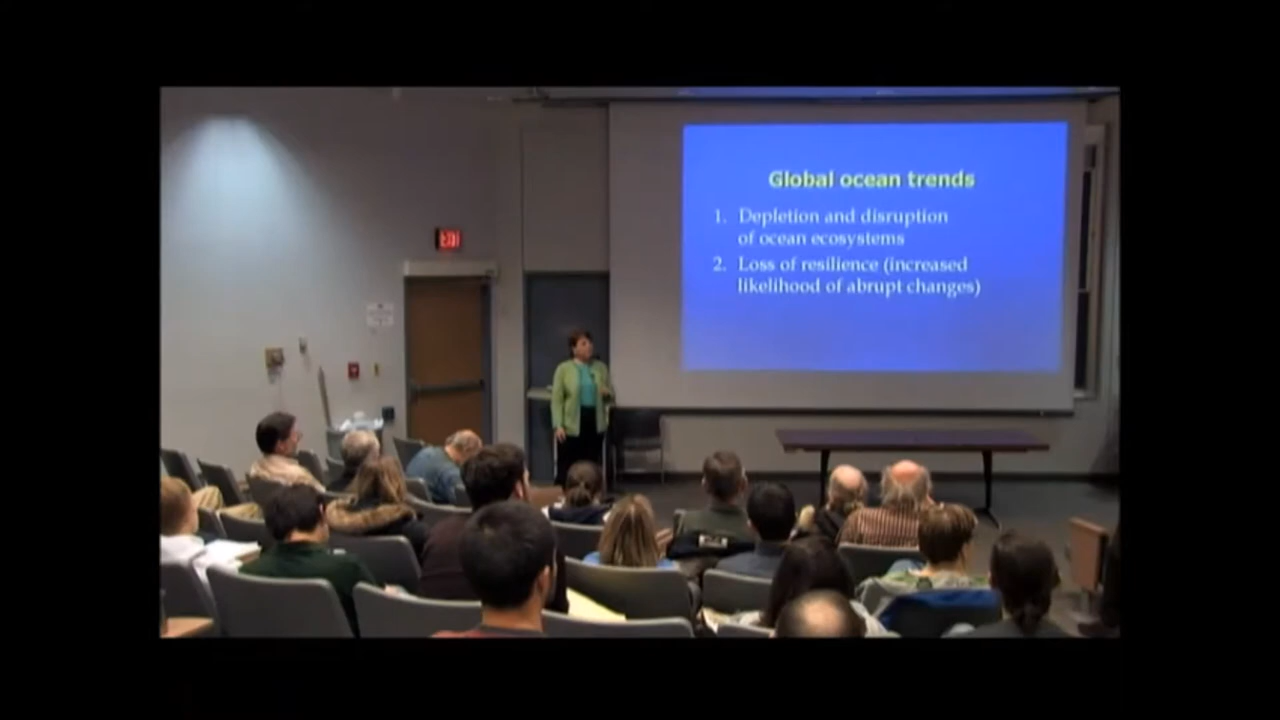 Global ocean trends
1. Depletion and disruption
of ocean ecosystems
2. Loss of resilience (increased
likelihood of abrupt changes)
EXIT